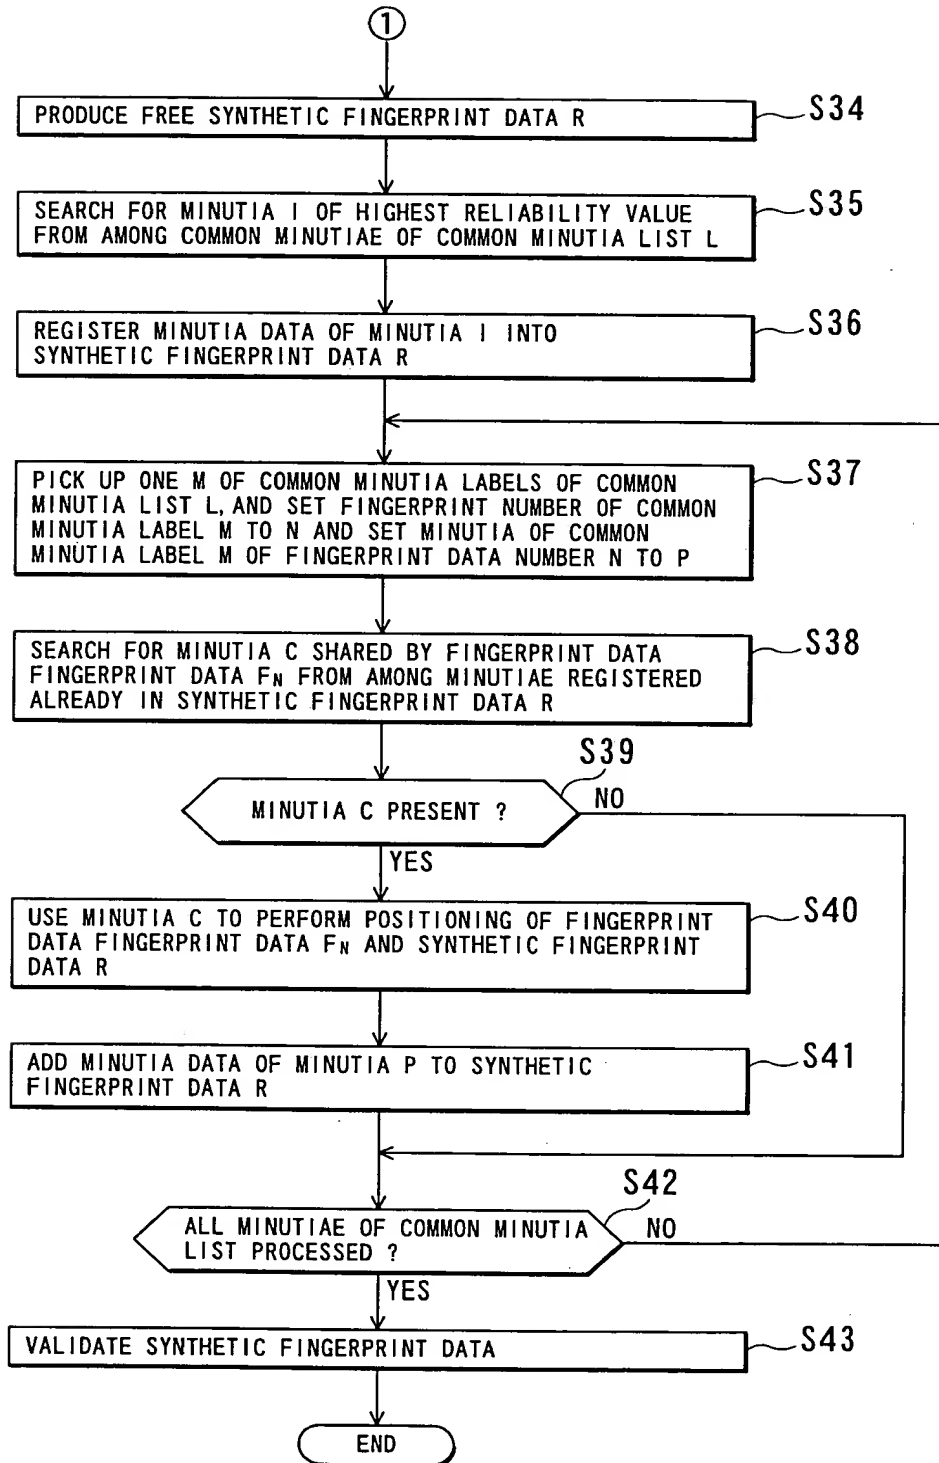 1
PRODUCE FREE SYNTHETIC FINGERPRINT DATA R
S34
SEARCH FOR MINUTIA I OF HIGHEST RELIABILITY VALUE
FROM AMONG COMMON MINUTIAE OF COMMON MINUTIA LIST L
S35
REGISTER MINUTIA DATA OF MINUTIA I INTO
SYNTHETIC FINGERPRINT DATA R
S36
PICK UP ONE M OF COMMON MINUTIA LABELS OF COMMON
MINUTIA LIST L, AND SET FINGERPRINT NUMBER OF COMMON
MINUTIA LABEL M TO N AND SET MINUTIA OF COMMON
MINUTIA LABEL M OF FINGERPRINT DATA NUMBER N TO P
S37
SEARCH FOR MINUTIA C SHARED BY FINGERPRINT DATA
FINGERPRINT DATA FN FROM AMONG MINUTIAE REGISTERED
ALREADY IN SYNTHETIC FINGERPRINT DATA R
S38
S39
MINUTIA C PRESENT ?
NO
YES
USE MINUTIA C TO PERFORM POSITIONING OF FINGERPRINT
DATA FINGERPRINT DATA FN AND SYNTHETIC FINGERPRINT
DATA R
S40
ADD MINUTIA DATA OF MINUTIA P TO SYNTHETIC
FINGERPRINT DATA R
S41
S42
ALL MINUTIAE OF COMMON MINUTIA
LIST PROCESSED ?
NO
YES
VALIDATE SYNTHETIC FINGERPRINT DATA
S43
END